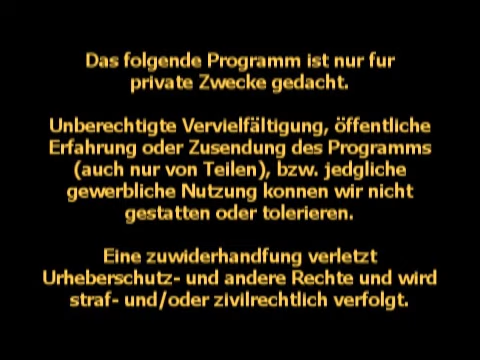 Das folgende Programm ist nur fur
private Zwecke gedacht.
Unberechtigte Vervielfältigung, öffentliche
Erfahrung oder Zusendung des Programms
(auch nur von Teilen), bzw. jedgliche
gewerbliche Nutzung konnen wir nicht
gestatten oder tolerieren.
Eine zuwiderhandfung verletzt
Urheberschutz- und andere Rechte und wird
straf- und/oder zivilrechtlich verfolgt.